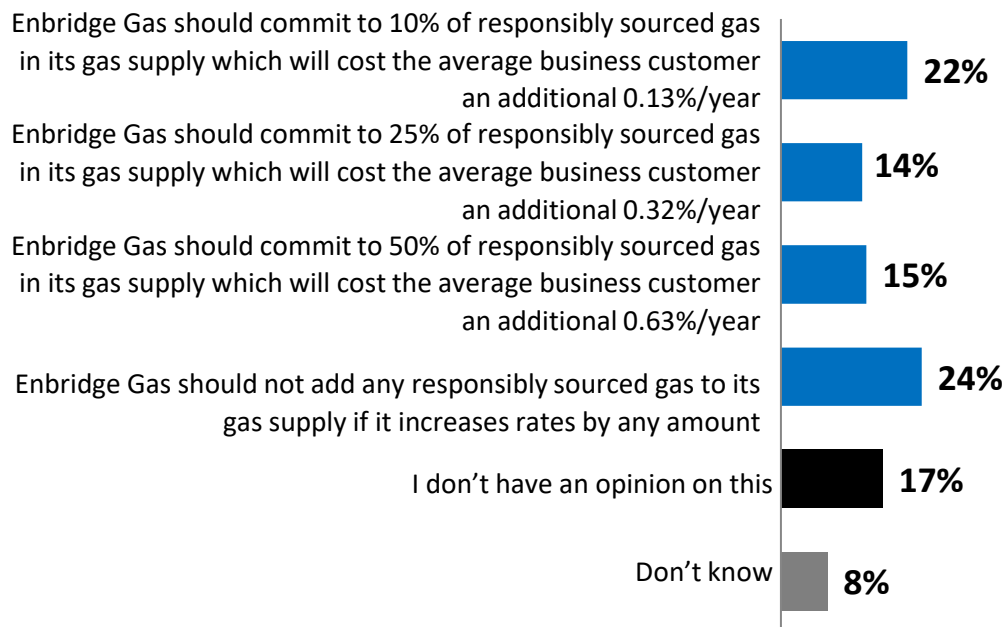 Enbridge Gas should commit to 10% of responsibly sourced gas
in its gas supply which will cost the average business customer
an additional 0.13%/year
22%
Enbridge Gas should commit to 25% of responsibly sourced gas
in its gas supply which will cost the average business customer
an additional 0.32%/year
14%
Enbridge Gas should commit to 50% of responsibly sourced gas
in its gas supply which will cost the average business customer
an additional 0.63%/year
15%
Enbridge Gas should not add any responsibly sourced gas to its
gas supply if it increases rates by any amount
24%
I don’t have an opinion on this
17%
Don’t know
8%